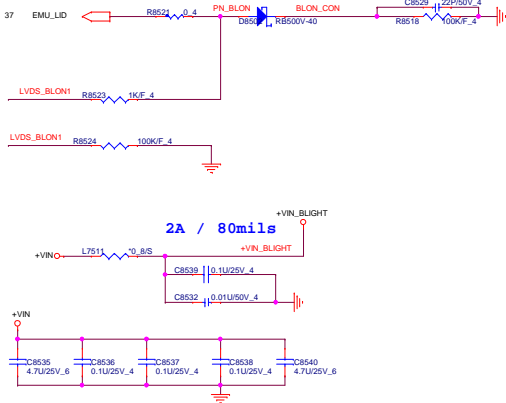 C8529 22P/50V_4
37 EMU_LID R8521 0_4 PN_BLON BLON_CON
RB500V-40 R8518 100K/F_4
LVDS_BLON1 R8523 1K/F_4
LVDS_BLON1 R8524 100K/F_4
+VIN_BLIGHT
2A / 80mils
+VIN L7511 *0_8/S +VIN_BLIGHT
C8539 0.1U/25V_4
C8532 0.01U/50V_4
+VIN
C8535 C8536 C8537 C8538 C8540
4.7U/25V_6 0.1U/25V_4 0.1U/25V_4 0.1U/25V_4 4.7U/25V_6